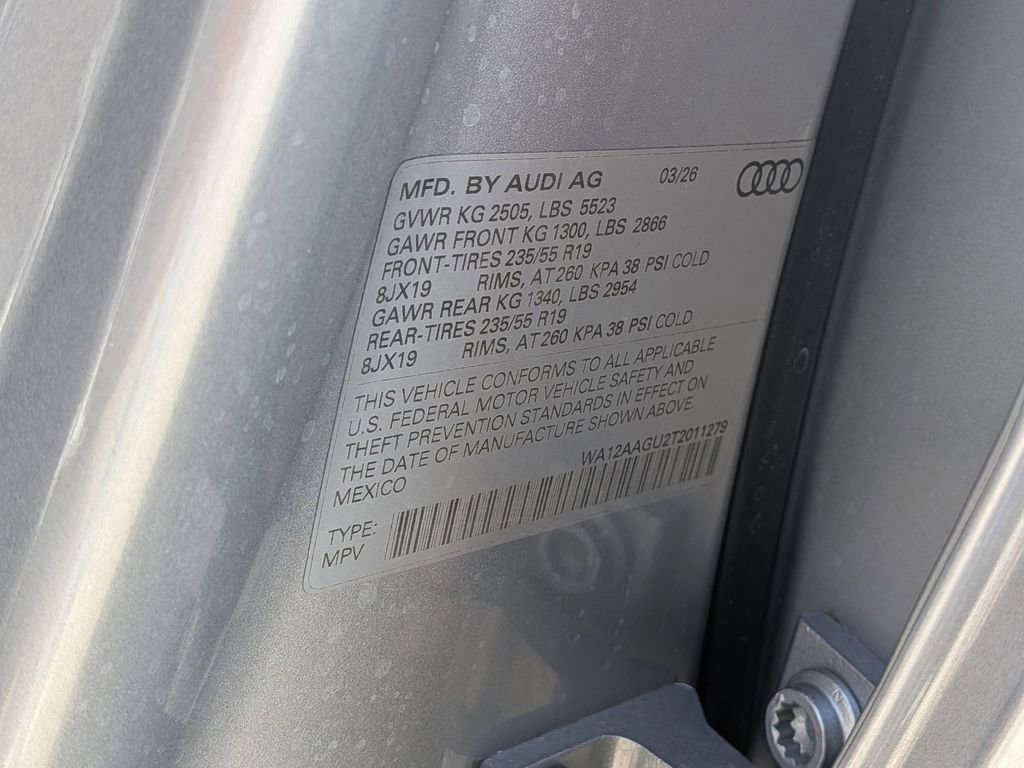 MFD. BY AUDI AG 03/26
GVWR KG 2505, LBS 5523
GAWR FRONT KG 1300, LBS 2866
FRONT-TIRES 235/55 R19
8JX19 RIMS, AT 260 KPA 38 PSI COLD
GAWR REAR KG 1340, LBS 2954
REAR-TIRES 235/55 R19
8JX19 RIMS, AT 260 KPA 38 PSI COLD
THIS VEHICLE CONFORMS TO ALL APPLICABLE
U.S. FEDERAL MOTOR VEHICLE SAFETY AND
THEFT PREVENTION STANDARDS IN EFFECT ON
THE DATE OF MANUFACTURE SHOWN ABOVE.
MEXICO WA12AAGU2T2011279
TYPE:
MPV